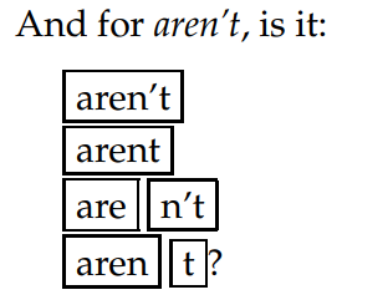 And for aren’t, is it:
aren’t
arent
are n’t
aren t?